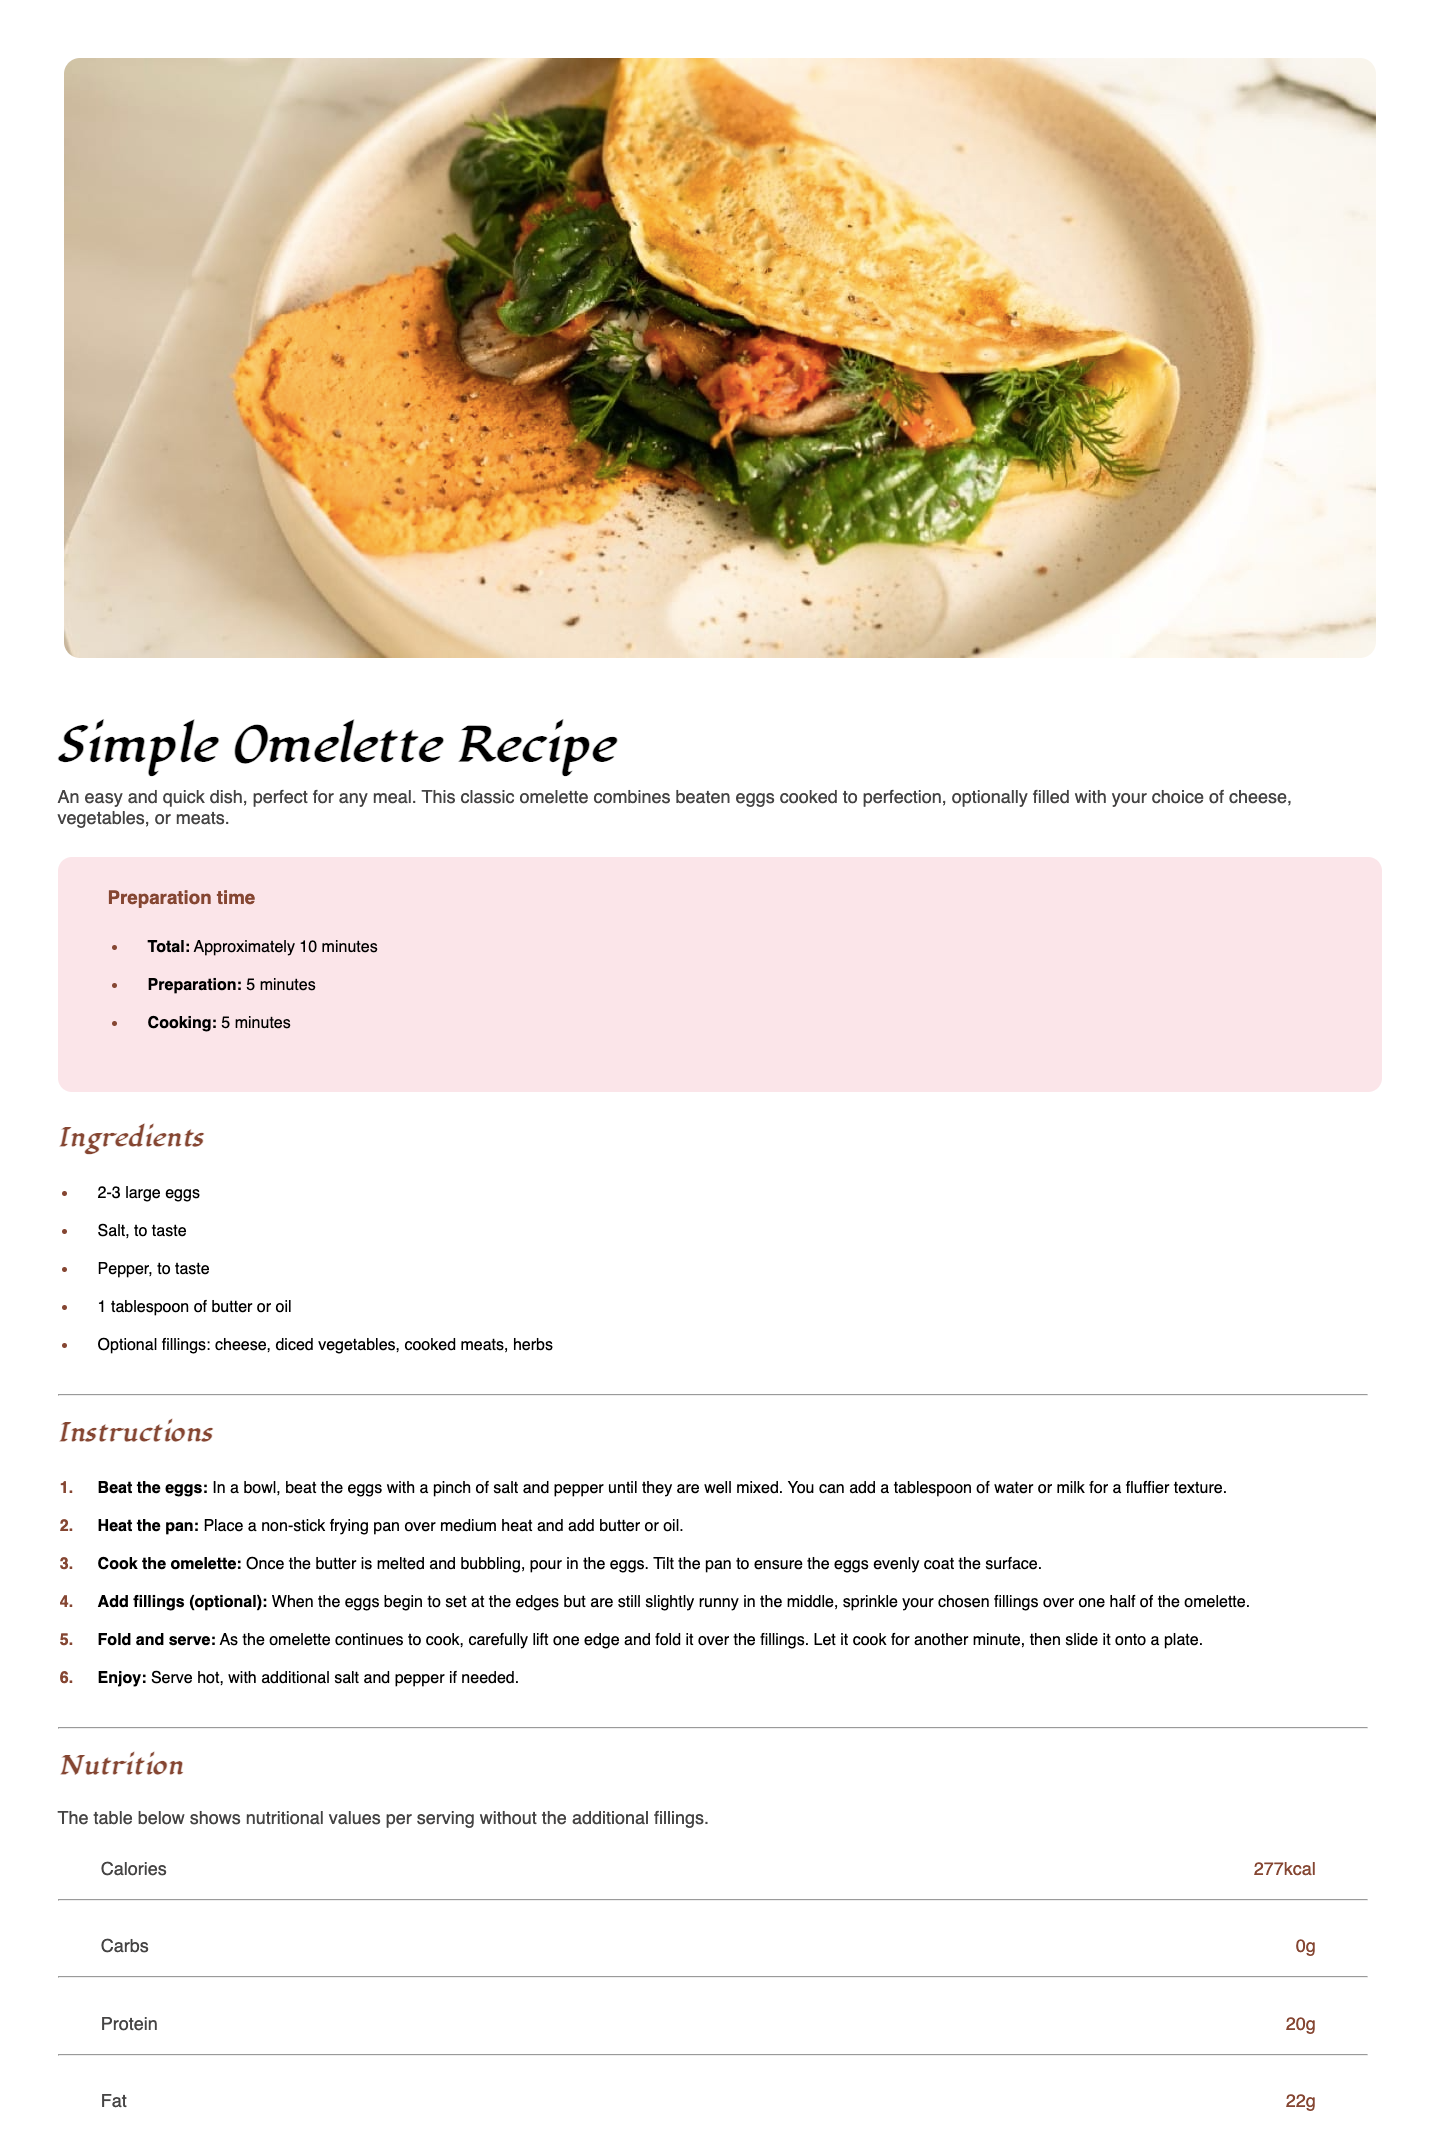 Simple Omelette Recipe
An easy and quick dish, perfect for any meal. This classic omelette combines beaten eggs cooked to perfection, optionally filled with your choice of cheese,
vegetables, or meats.
Preparation time
• Total: Approximately 10 minutes
• Preparation: 5 minutes
• Cooking: 5 minutes
Ingredients
• 2-3 large eggs
• Salt, to taste
• Pepper, to taste
• 1 tablespoon of butter or oil
• Optional fillings: cheese, diced vegetables, cooked meats, herbs
Instructions
1. Beat the eggs: In a bowl, beat the eggs with a pinch of salt and pepper until they are well mixed. You can add a tablespoon of water or milk for a fluffier texture.
2. Heat the pan: Place a non-stick frying pan over medium heat and add butter or oil.
3. Cook the omelette: Once the butter is melted and bubbling, pour in the eggs. Tilt the pan to ensure the eggs evenly coat the surface.
4. Add fillings (optional): When the eggs begin to set at the edges but are still slightly runny in the middle, sprinkle your chosen fillings over one half of the omelette.
5. Fold and serve: As the omelette continues to cook, carefully lift one edge and fold it over the fillings. Let it cook for another minute, then slide it onto a plate.
6. Enjoy: Serve hot, with additional salt and pepper if needed.
Nutrition
The table below shows nutritional values per serving without the additional fillings.
Calories 277kcal
Carbs 0g
Protein 20g
Fat 22g